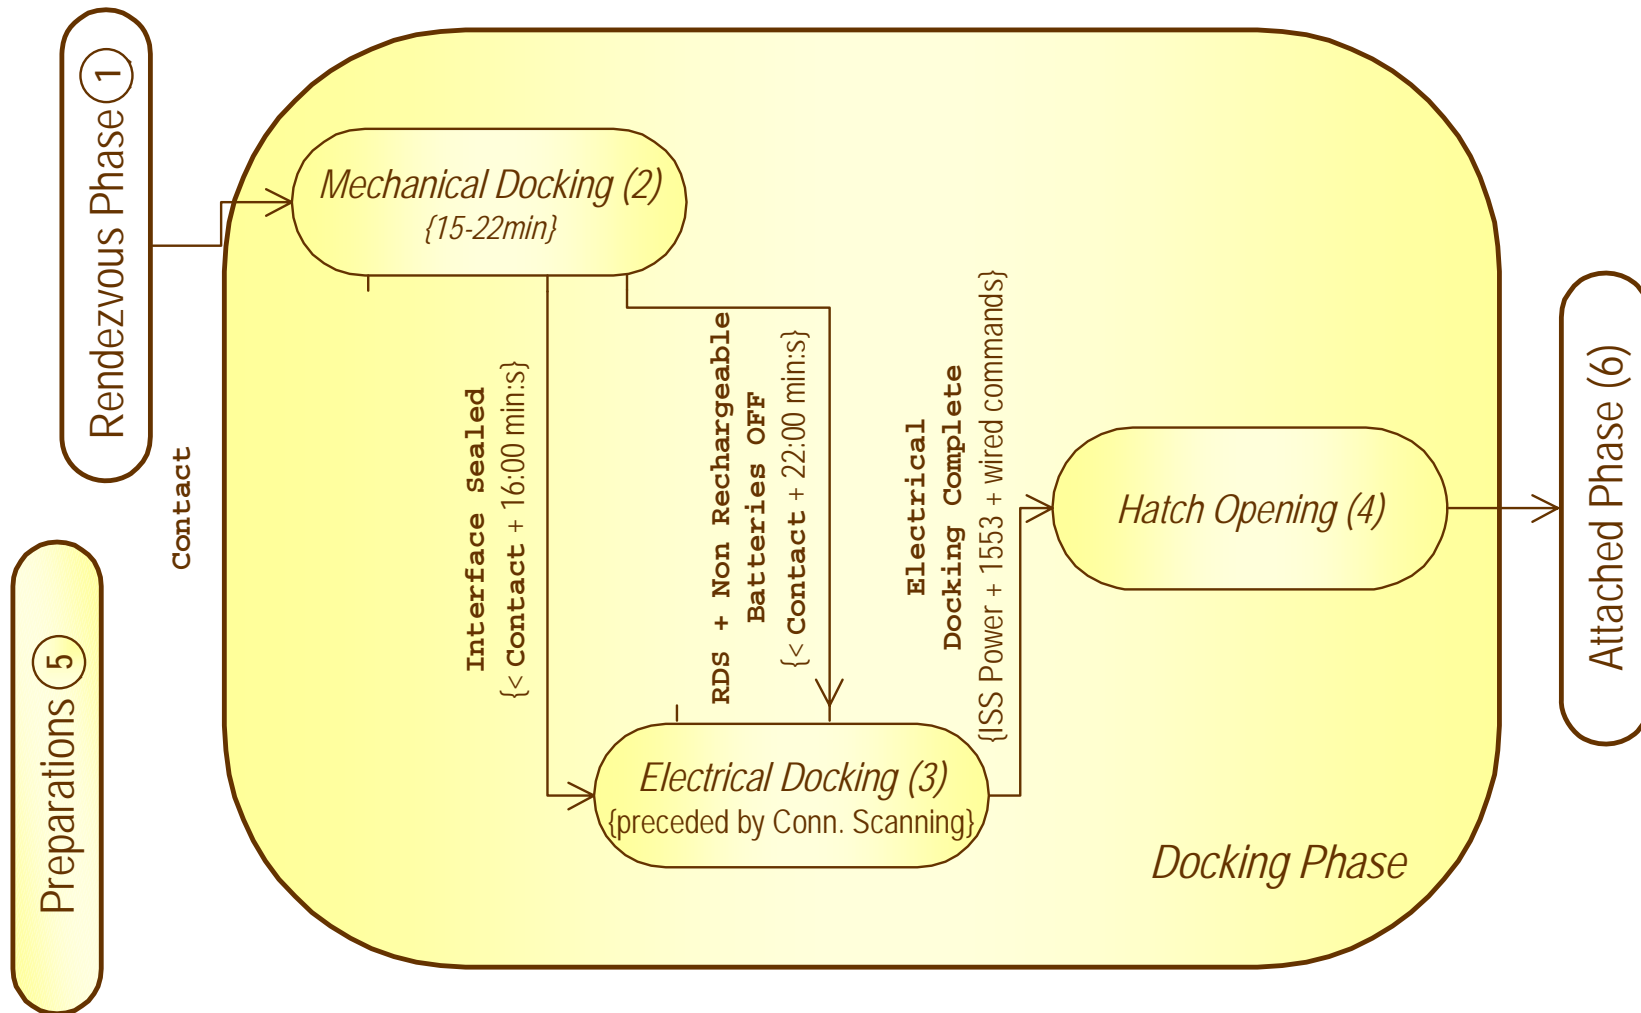 Rendezvous Phase 1
Preparations 5
Contact
Mechanical Docking (2)
{15-22min}
Interface Sealed
{< Contact + 16:00 min:s}
RDS + Non Rechargeable
Batteries OFF
{< Contact + 22:00 min:s}
Electrical Docking (3)
{preceded by Conn. Scanning}
Electrical
Docking Complete
{ISS Power + 1553 + wired commands}
Hatch Opening (4)
Docking Phase
Attached Phase (6)